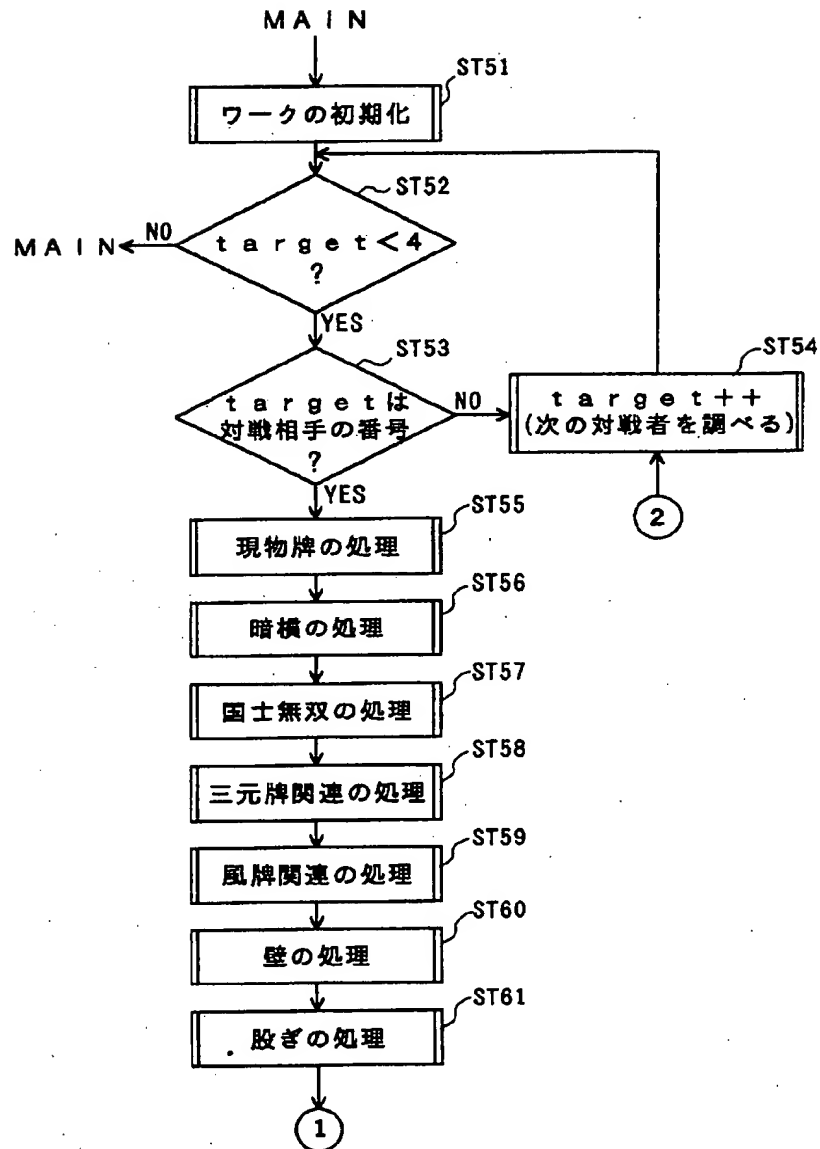 MAIN
ST51
ワークの初期化
ST52
target<4
?
NO
MAIN
YES
ST53
targetは
対戦相手の番号
?
NO
ST54
target++
(次の対戦者を調べる)
2
YES
ST55
現物牌の処理
ST56
暗槓の処理
ST57
国士無双の処理
ST58
三元牌関連の処理
ST59
風牌関連の処理
ST60
壁の処理
ST61
股ぎの処理
1